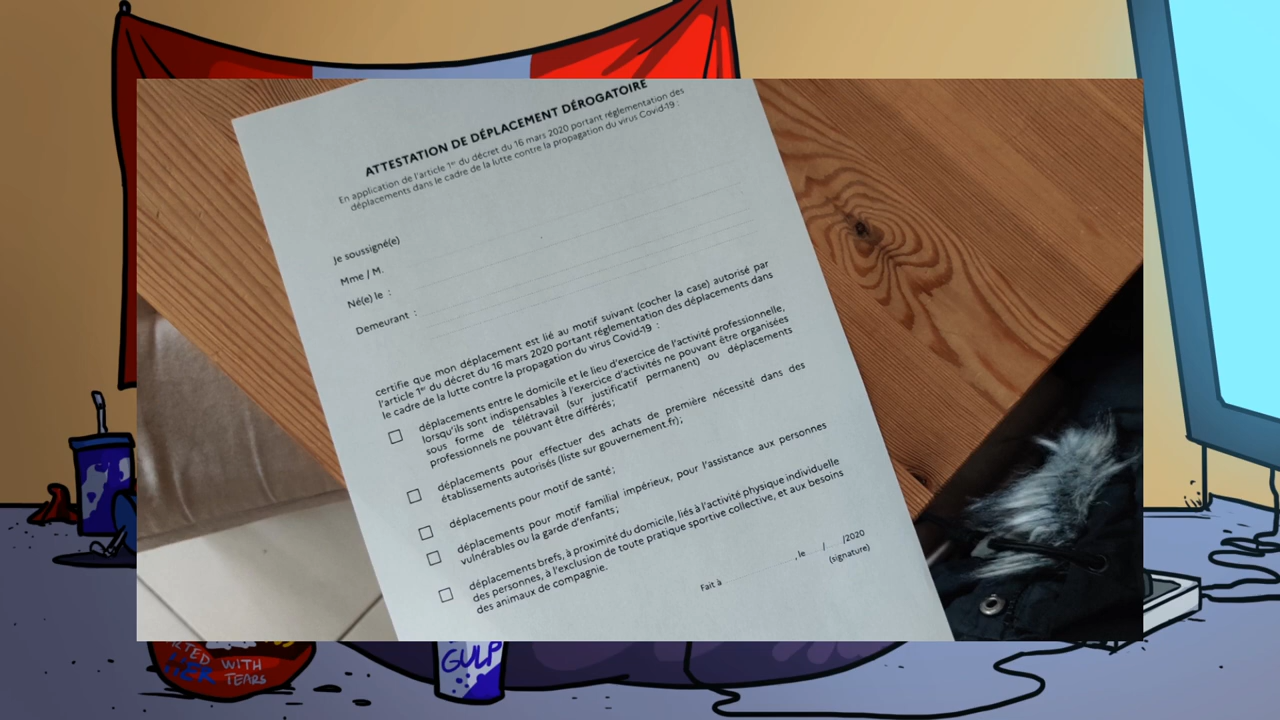 ATTESTATION DE DÉPLACEMENT DÉROGATOIRE
En application de l'article 1er du décret du 16 mars 2020 portant réglementation des
déplacements dans le cadre de la lutte contre la propagation du virus Covid-19 :
Je soussigné(e)
Mme / M.
Né(e) le :
Demeurant :
certifie que mon déplacement est lié au motif suivant (cocher la case) autorisé par
l'article 1er du décret du 16 mars 2020 portant réglementation des déplacements dans
le cadre de la lutte contre la propagation du virus Covid-19 :
déplacements entre le domicile et le lieu d'exercice de l'activité professionnelle,
lorsqu'ils sont indispensables à l'exercice d'activités ne pouvant être organisées
sous forme de télétravail (sur justificatif permanent) ou déplacements
professionnels ne pouvant être différés;
déplacements pour effectuer des achats de première nécessité dans des
établissements autorisés (liste sur gouvernement.fr);
déplacements pour motif de santé;
déplacements pour motif familial impérieux, pour l'assistance aux personnes
vulnérables ou la garde d'enfants;
déplacements brefs, à proximité du domicile, liés à l'activité physique individuelle
des personnes, à l'exclusion de toute pratique sportive collective, et aux besoins
des animaux de compagnie.
Fait à , le / /2020
(signature)
WITH
TEARS
GULP